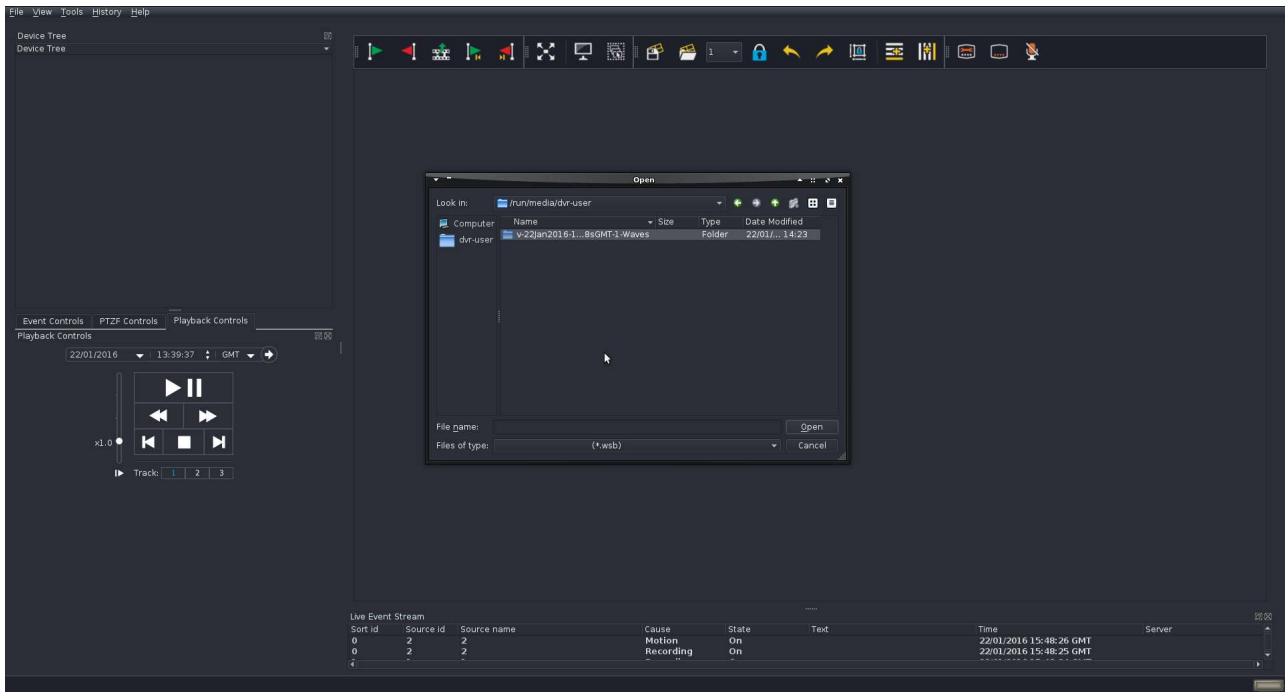 File View Tools History Help
Device Tree
Device Tree
1
Open
Look in: /run/media/dvr-user
Computer
dvr-user
Name Size Type Date Modified
v-22Jan2016-1...8sGMT-1-Waves Folder 22/01/... 14:23
File name: Open
Files of type: (*.wsb) Cancel
Event Controls PTZF Controls Playback Controls
Playback Controls
22/01/2016 13:39:37 GMT
x1.0
Track: 1 2 3
Live Event Stream
Sort id Source id Source name Cause State Text Time Server
0 2 2 Motion On 22/01/2016 15:48:26 GMT
0 2 2 Recording On 22/01/2016 15:48:25 GMT